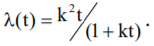 λ(t) = k²t/(1 + kt).